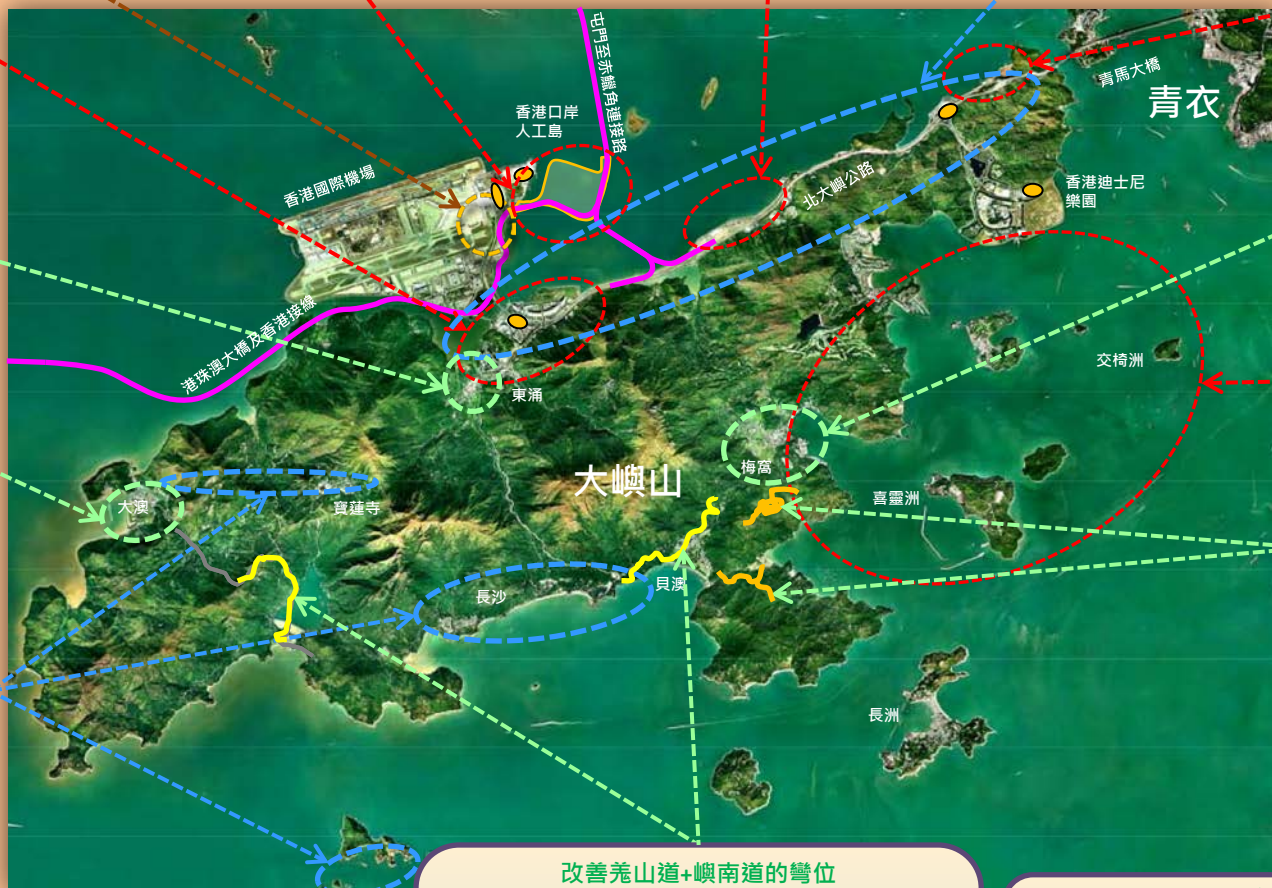 屯門至赤鱲角連接路
青馬大橋
青衣
香港口岸
人工島
香港國際機場
北大嶼公路
香港迪士尼
樂園
港珠澳大橋及香港接線
交椅洲
東涌
梅窩
大嶼山
喜靈洲
大澳
寶蓮寺
貝澳
長沙
長洲
改善羗山道+嶼南道的彎位